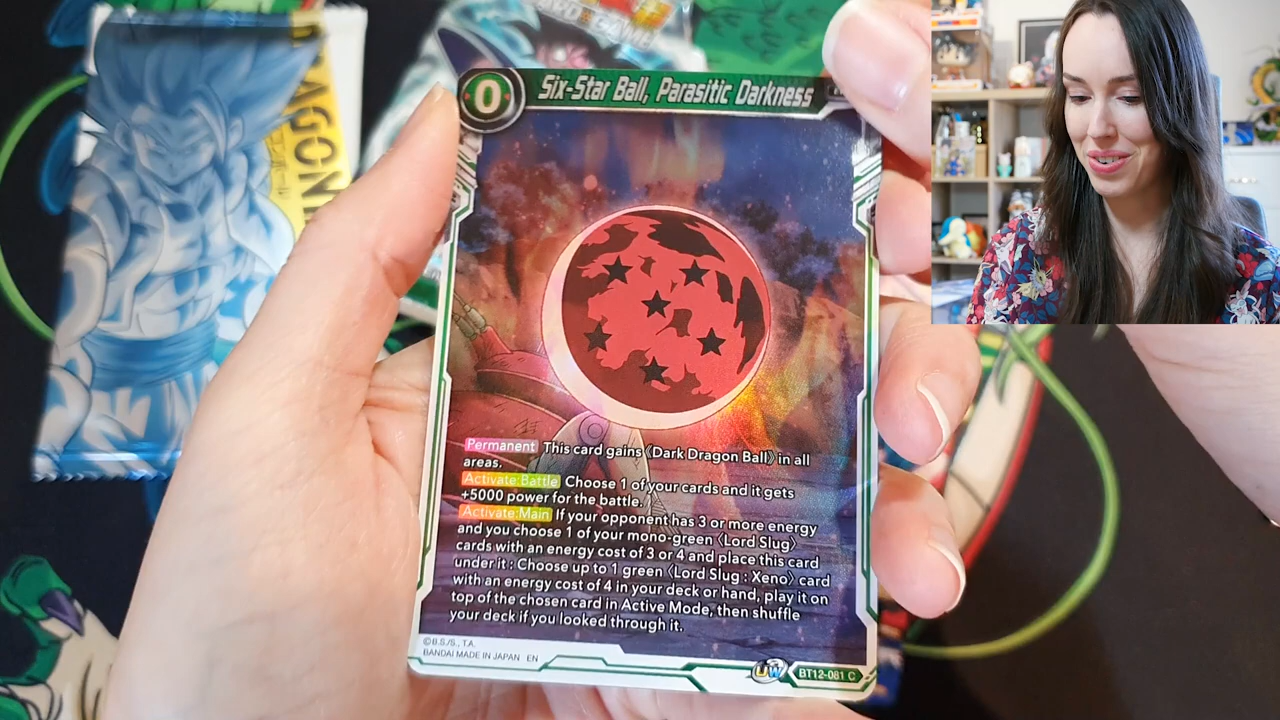 DRAGON
CARD GAME
0
Six-Star Ball, Parasitic Darkness
Permanent This card gains 《Dark Dragon Ball》 in all
areas.
Activate:Battle Choose 1 of your cards and it gets
+5000 power for the battle.
Activate:Main If your opponent has 3 or more energy
and you choose 1 of your mono-green 〈Lord Slug〉
cards with an energy cost of 3 or 4 and place this card
under it : Choose up to 1 green 〈Lord Slug : Xeno〉 card
with an energy cost of 4 in your deck or hand, play it on
top of the chosen card in Active Mode, then shuffle
your deck if you looked through it.
©B.S./S., T.A.
BANDAI MADE IN JAPAN EN
UW
BT12-081 C